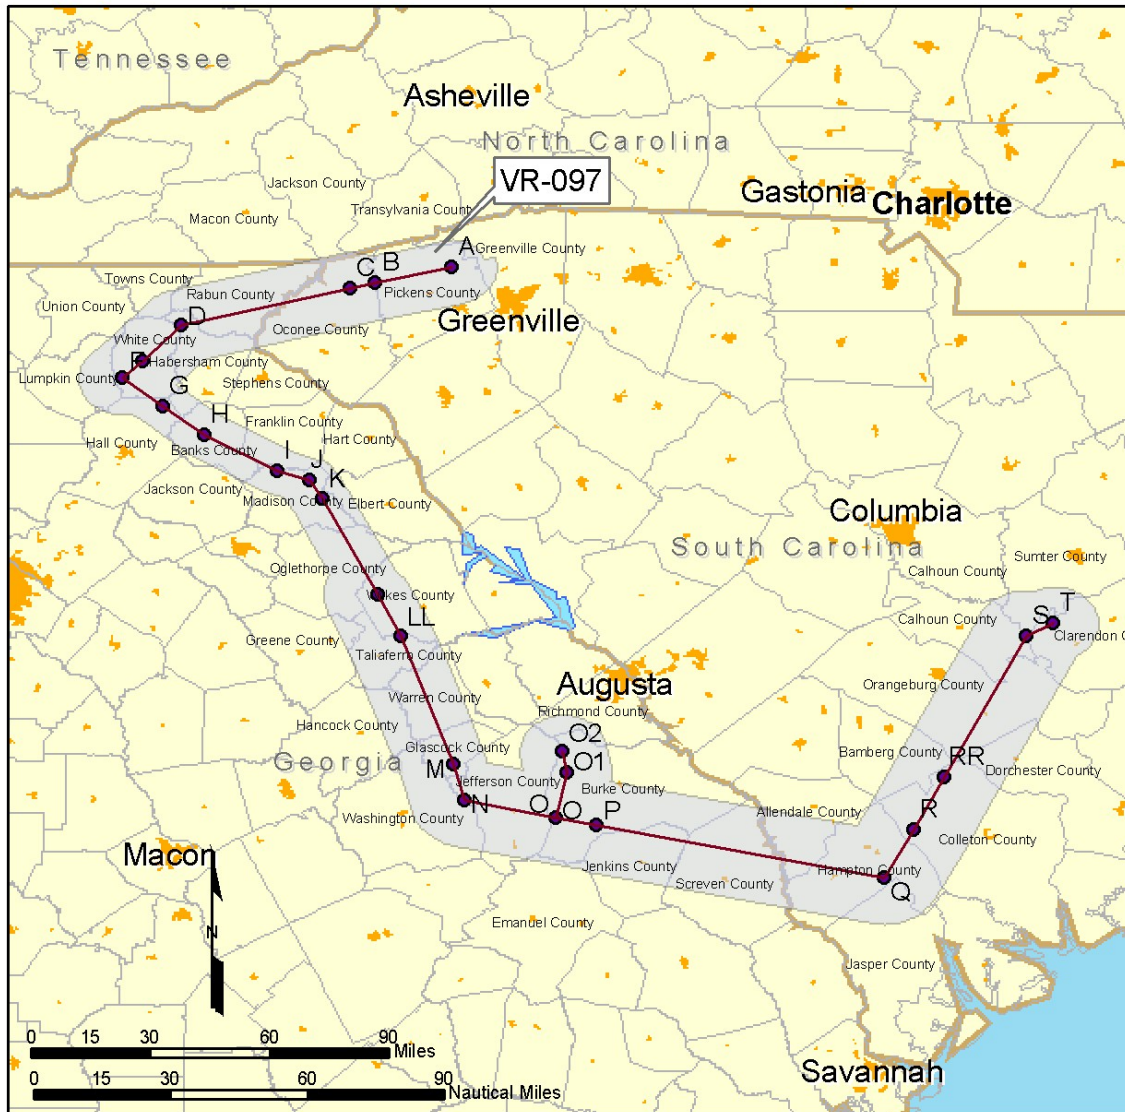 Tennessee
Asheville
North Carolina
VR-097
Jackson County
Gastonia
Charlotte
Macon County
Transylvania Count
A
Greenville County
Towns County
C
B
Rabun County
Pickens County
Union County
D
Oconee County
Greenville
White County
Habersham County
Lumpkin County
Stephens County
G
H
Franklin County
Hart County
Hall County
Banks County
I
J
Jackson County
Madison County
K
Elbert County
Columbia
South Carolina
Sumter County
Calhoun County
Oglethorpe County
Wilkes County
LL
S
T
Greene County
Calhoun County
Clarendon C
Taliaferro County
Augusta
Orangeburg County
Warren County
Richmond County
Hancock County
O2
Glascock County
Bamberg County
RR
Georgia
M
O1
Jefferson County
Burke County
Dorchester County
N
O
O
P
Allendale County
R
Washington County
Colleton County
Macon
Jenkins County
Hampton County
Screven County
Q
Emanuel County
N
Jasper County
0 15 30 60 90
Miles
Savannah
0 15 30 60 90
Nautical Miles